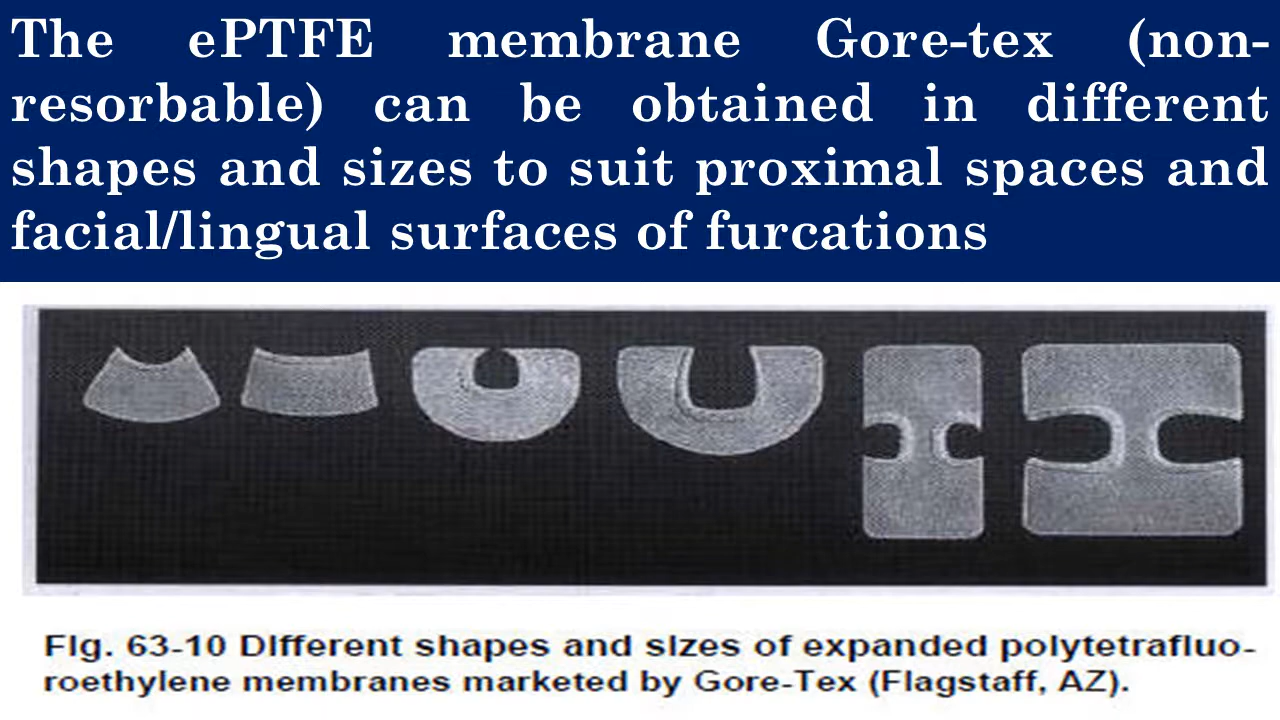 The ePTFE membrane Gore-tex (non-
resorbable) can be obtained in different
shapes and sizes to suit proximal spaces and
facial/lingual surfaces of furcations
Fig. 63-10 Different shapes and sizes of expanded polytetrafluo-
roethylene membranes marketed by Gore-Tex (Flagstaff, AZ).